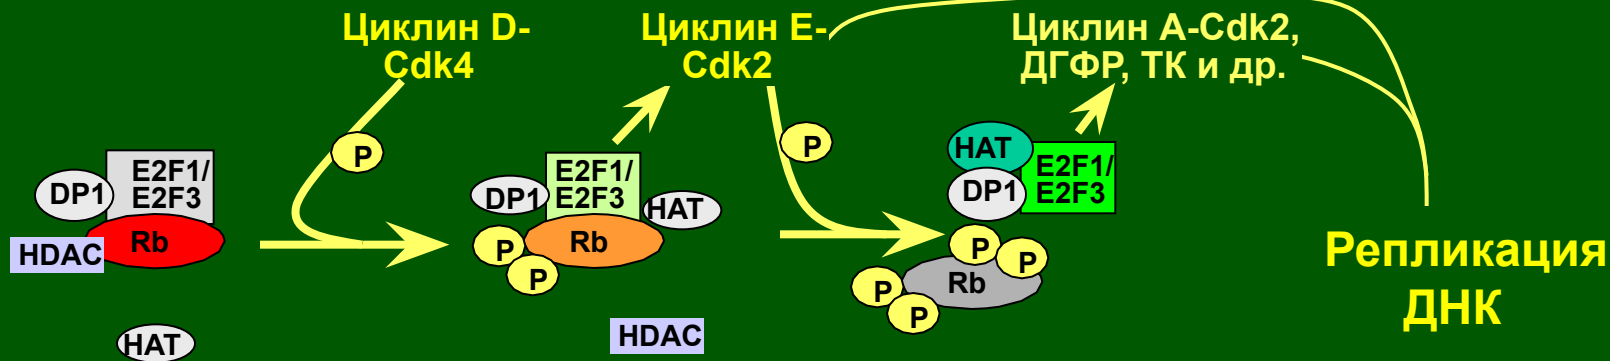 Циклин D-
Cdk4
Циклин E-
Cdk2
Циклин A-Cdk2,
ДГФР, ТК и др.
P
E2F1/
E2F3
DP1
Rb
HDAC
HAT
E2F1/
E2F3
DP1
HAT
Rb
P
P
HDAC
P
HAT
E2F1/
E2F3
DP1
P
P
Rb
P
P
Репликация
ДНК